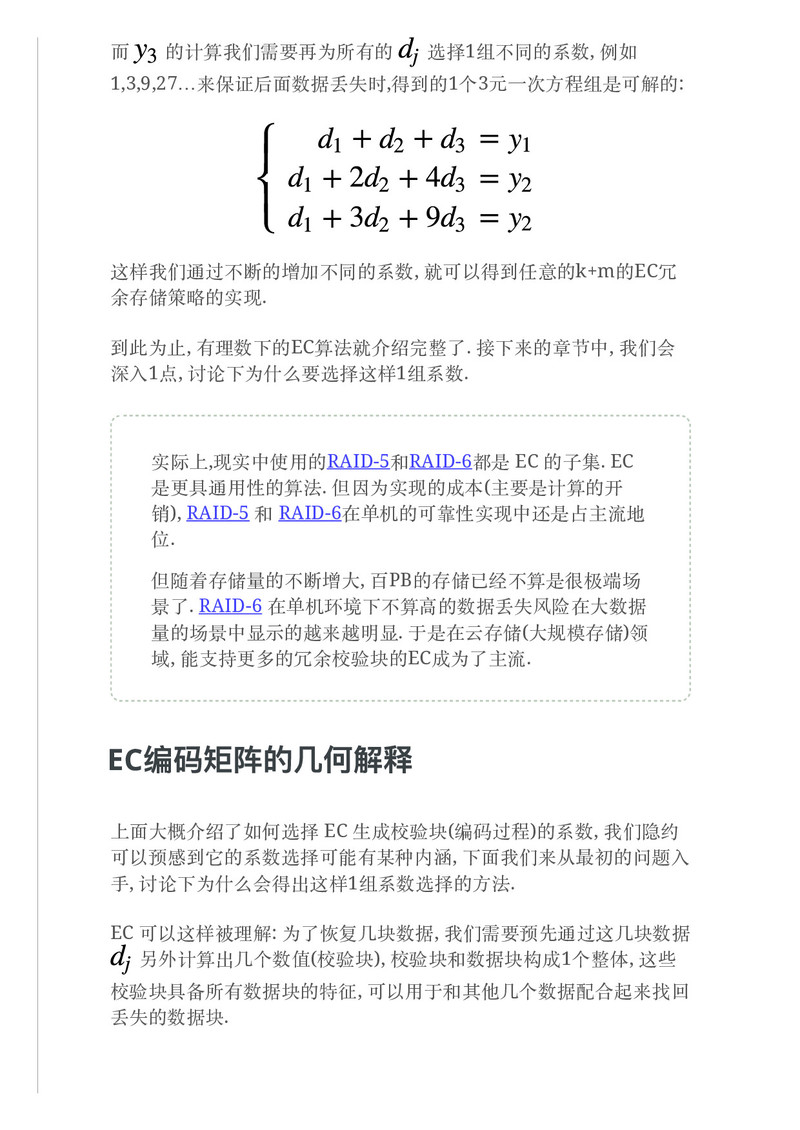 而 y3 的计算我们需要再为所有的 dj 选择1组不同的系数, 例如
1,3,9,27…来保证后面数据丢失时,得到的1个3元一次方程组是可解的:
d1 + d2 + d3 = y1
d1 + 2d2 + 4d3 = y2
d1 + 3d2 + 9d3 = y2
这样我们通过不断的增加不同的系数, 就可以得到任意的k+m的EC冗
余存储策略的实现.
到此为止, 有理数下的EC算法就介绍完整了. 接下来的章节中, 我们会
深入1点, 讨论下为什么要选择这样1组系数.
实际上,现实中使用的RAID-5和RAID-6都是 EC 的子集. EC
是更具通用性的算法. 但因为实现的成本(主要是计算的开
销), RAID-5 和 RAID-6在单机的可靠性实现中还是占主流地
位.
但随着存储量的不断增大, 百PB的存储已经不算是很极端场
景了. RAID-6 在单机环境下不算高的数据丢失风险在大数据
量的场景中显示的越来越明显. 于是在云存储(大规模存储)领
域, 能支持更多的冗余校验块的EC成为了主流.
EC编码矩阵的几何解释
上面大概介绍了如何选择 EC 生成校验块(编码过程)的系数, 我们隐约
可以预感到它的系数选择可能有某种内涵, 下面我们来从最初的问题入
手, 讨论下为什么会得出这样1组系数选择的方法.
EC 可以这样被理解: 为了恢复几块数据, 我们需要预先通过这几块数据
dj 另外计算出几个数值(校验块), 校验块和数据块构成1个整体, 这些
校验块具备所有数据块的特征, 可以用于和其他几个数据配合起来找回
丢失的数据块.